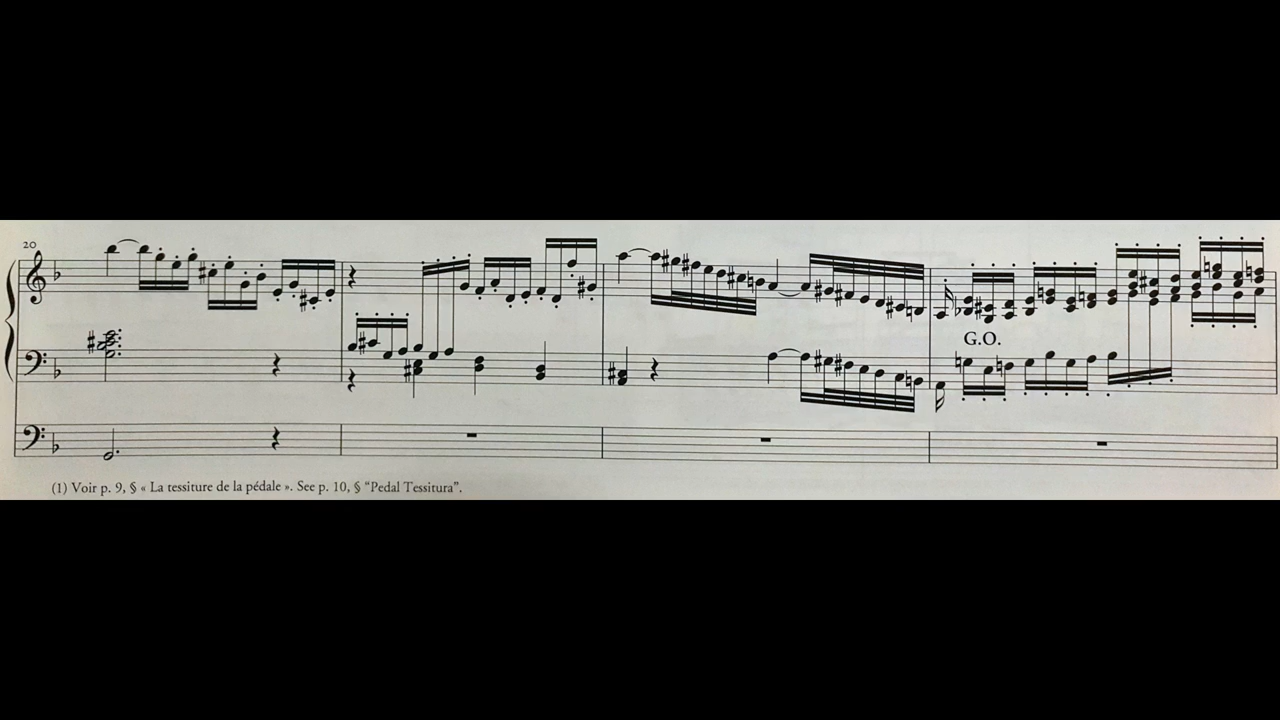 20
G.O.
(1) Voir p. 9, § « La tessiture de la pédale ». See p. 10, § “Pedal Tessitura”.